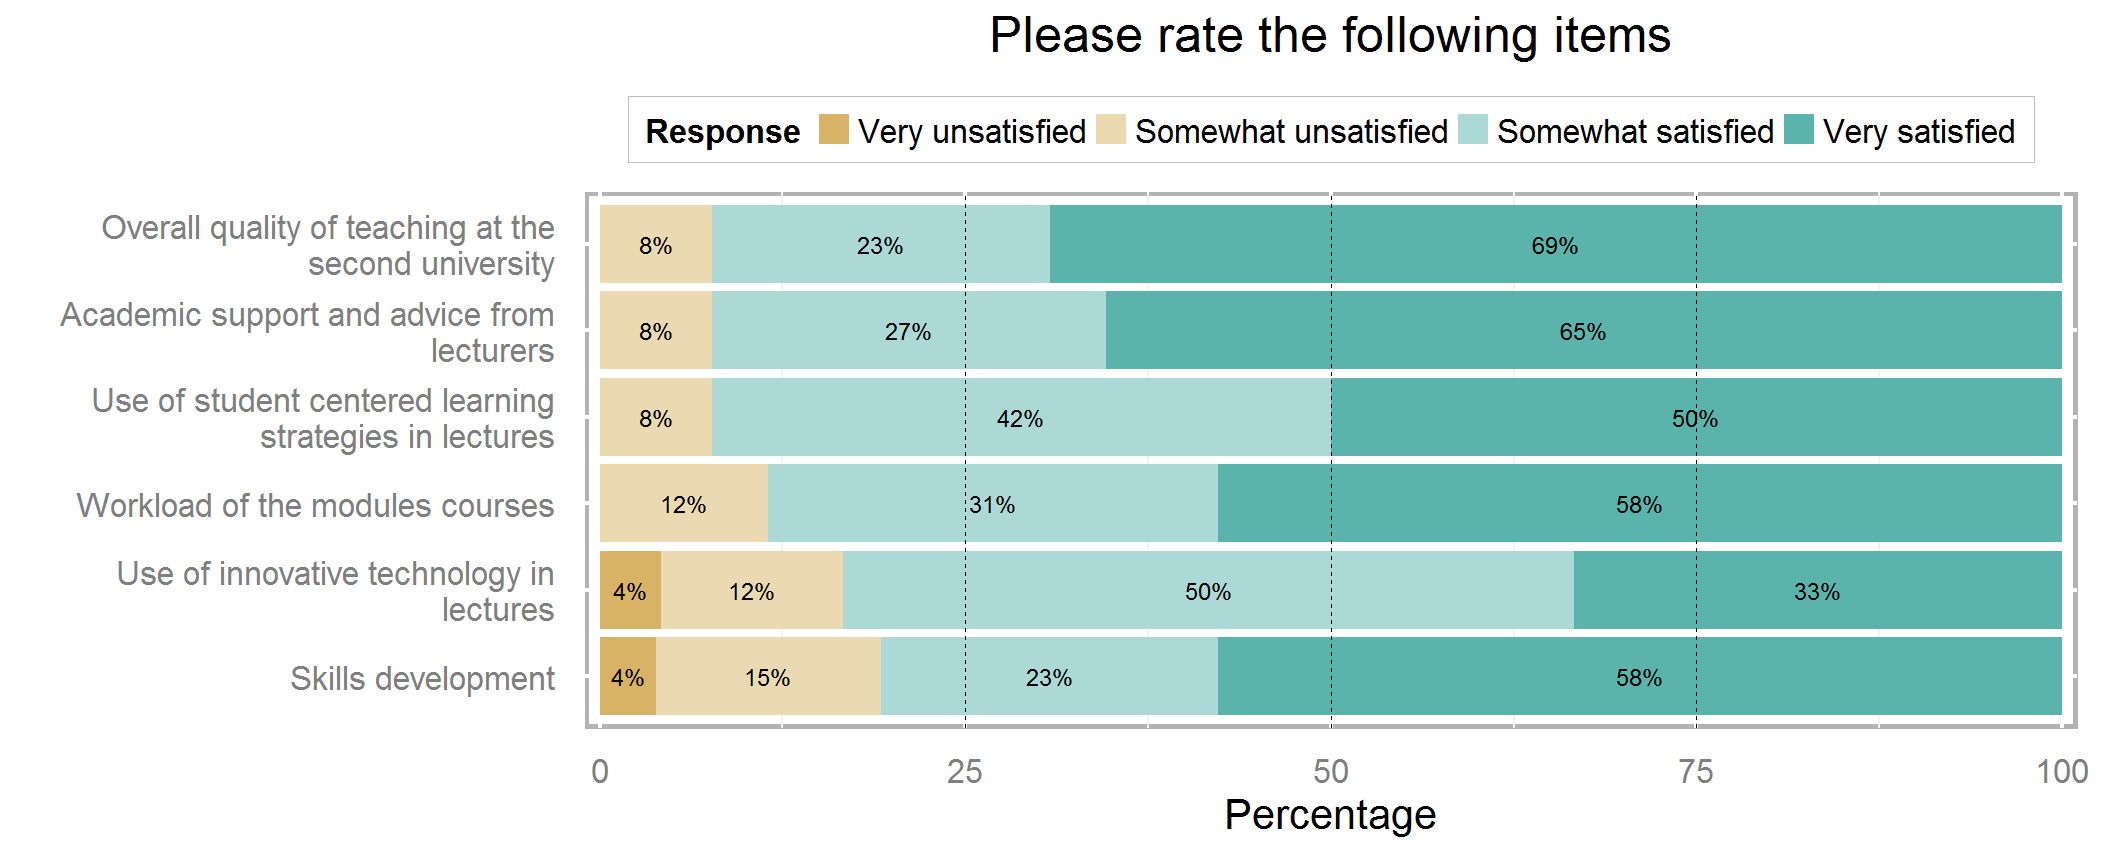 Please rate the following items
Response Very unsatisfied Somewhat unsatisfied Somewhat satisfied Very satisfied
Overall quality of teaching at the
second university
8% 23% 69%
Academic support and advice from
lecturers
8% 27% 65%
Use of student centered learning
strategies in lectures
8% 42% 50%
Workload of the modules courses
12% 31% 58%
Use of innovative technology in
lectures
4% 12% 50% 33%
Skills development
4% 15% 23% 58%
0 25 50 75 100
Percentage